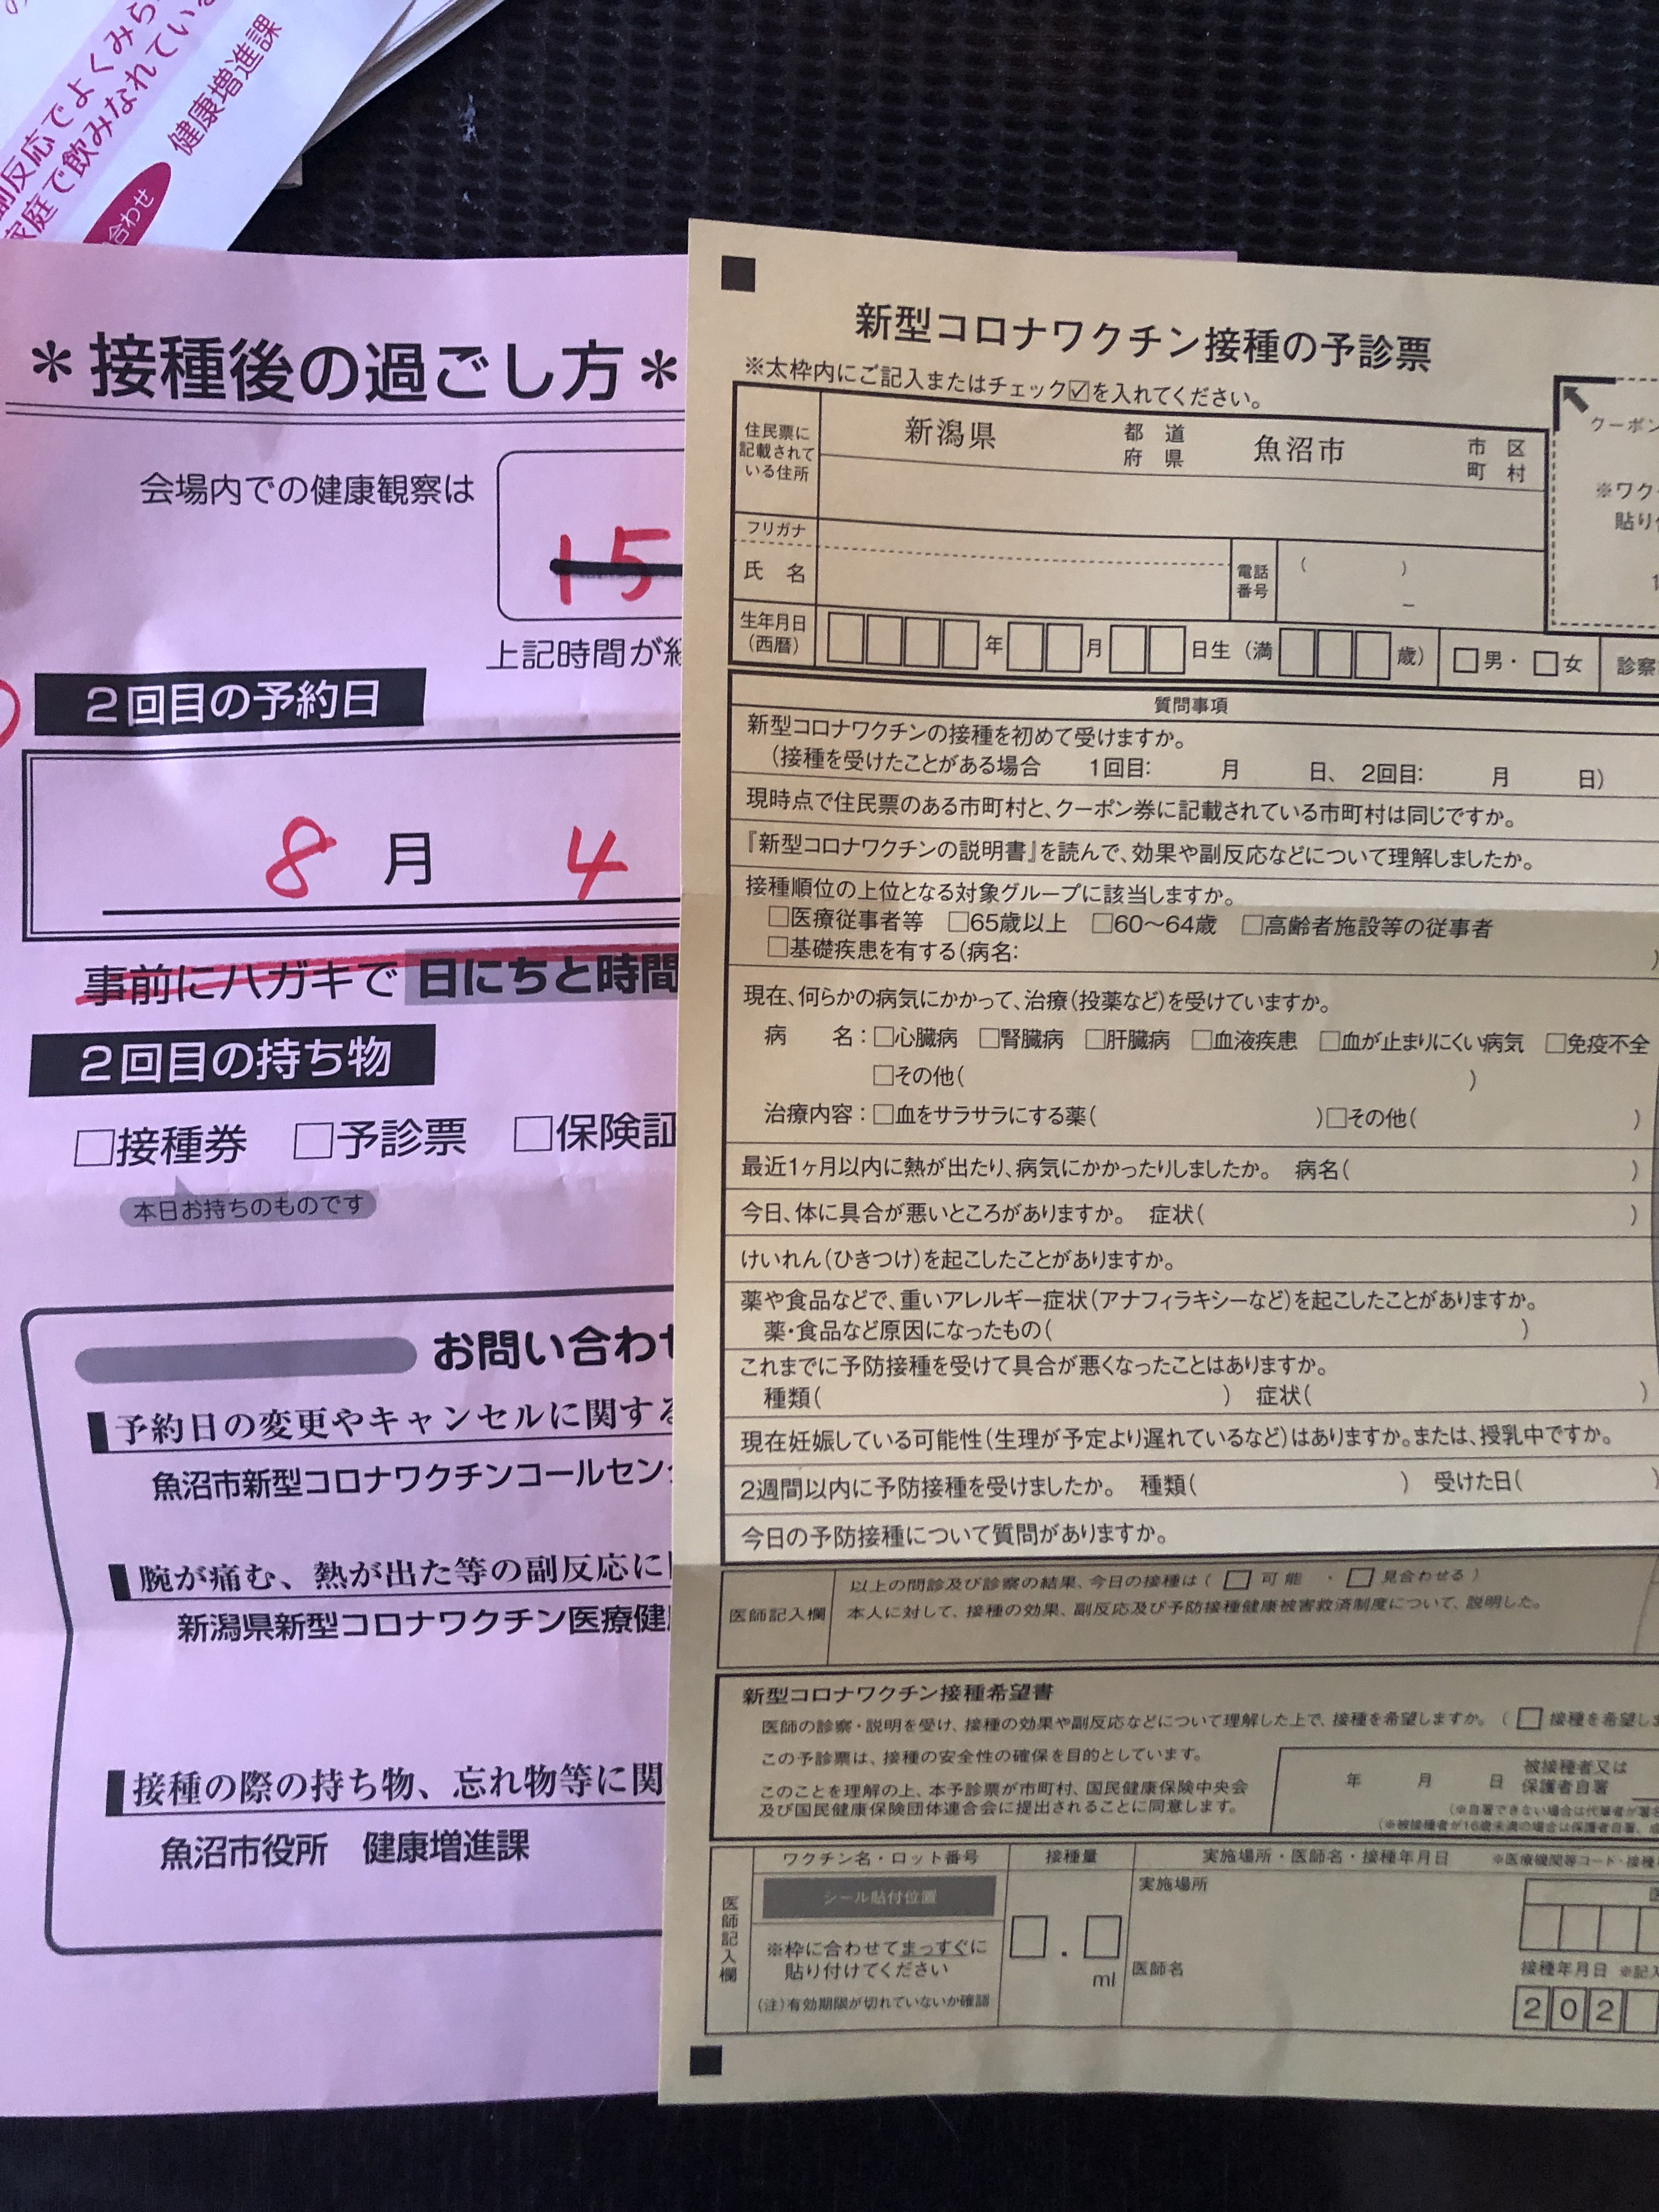 副反応でよくみら
家庭で飲みなれてい
合わせ
健康増進課
＊接種後の過ごし方＊
会場内での健康観察は
15
上記時間が経
2回目の予約日
8月 4
事前にハガキで 日にちと時間
2回目の持ち物
□接種券 □予診票 □保険証
本日お持ちのものです
お問い合わせ
予約日の変更やキャンセルに関する
魚沼市新型コロナワクチンコールセン
腕が痛む、熱が出た等の副反応に
新潟県新型コロナワクチン医療健
接種の際の持ち物、忘れ物等に関
魚沼市役所 健康増進課
新型コロナワクチン接種の予診票
※太枠内にご記入またはチェック☑を入れてください。
住民票に
記載されて
いる住所
新潟県 都道府県 魚沼市 市区町村
フリガナ
氏 名
電話
番号
( )
−
生年月日
(西暦)
□□□□年□□月□□日生 (満□□□歳) □男・□女 診察
クーポン
※ワク
貼り
質問事項
新型コロナワクチンの接種を初めて受けますか。
(接種を受けたことがある場合 1回目: 月 日、 2回目: 月 日)
現時点で住民票のある市町村と、クーポン券に記載されている市町村は同じですか。
『新型コロナワクチンの説明書』を読んで、効果や副反応などについて理解しましたか。
接種順位の上位となる対象グループに該当しますか。
□医療従事者等 □65歳以上 □60～64歳 □高齢者施設等の従事者
□基礎疾患を有する(病名: )
現在、何らかの病気にかかって、治療(投薬など)を受けていますか。
病 名:□心臓病 □腎臓病 □肝臓病 □血液疾患 □血が止まりにくい病気 □免疫不全
□その他( )
治療内容:□血をサラサラにする薬( )□その他( )
最近1ヶ月以内に熱が出たり、病気にかかったりしましたか。 病名( )
今日、体に具合が悪いところがありますか。 症状( )
けいれん(ひきつけ)を起こしたことがありますか。
薬や食品などで、重いアレルギー症状(アナフィラキシーなど)を起こしたことがありますか。
薬・食品など原因になったもの( )
これまでに予防接種を受けて具合が悪くなったことはありますか。
種類( ) 症状( )
現在妊娠している可能性(生理が予定より遅れているなど)はありますか。または、授乳中ですか。
2週間以内に予防接種を受けましたか。 種類( ) 受けた日( )
今日の予防接種について質問がありますか。
医師記入欄
以上の問診及び診察の結果、今日の接種は(□可能 ・□見合わせる)
本人に対して、接種の効果、副反応及び予防接種健康被害救済制度について、説明した。
新型コロナワクチン接種希望書
医師の診察・説明を受け、接種の効果や副反応などについて理解した上で、接種を希望しますか。(□接種を希望しま
この予診票は、接種の安全性の確保を目的としています。
このことを理解の上、本予診票が市町村、国民健康保険中央会
及び国民健康保険団体連合会に提出されることに同意します。
年 月 日
被接種者又は
保護者自署
(※自署できない場合は代筆者が署名
(※被接種者が16歳未満の場合は保護者自署、成
医師記入欄
ワクチン名・ロット番号
シール貼付位置
※枠に合わせてまっすぐに
貼り付けてください
(注)有効期限が切れていないか確認
接種量
□.□
ml
実施場所・医師名・接種年月日 ※医療機関等コード・接種
実施場所
医師名
接種年月日 ※記入
202